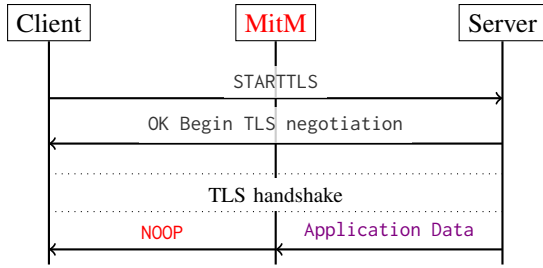 Client MitM Server
STARTTLS
OK Begin TLS negotiation
TLS handshake
NOOP Application Data